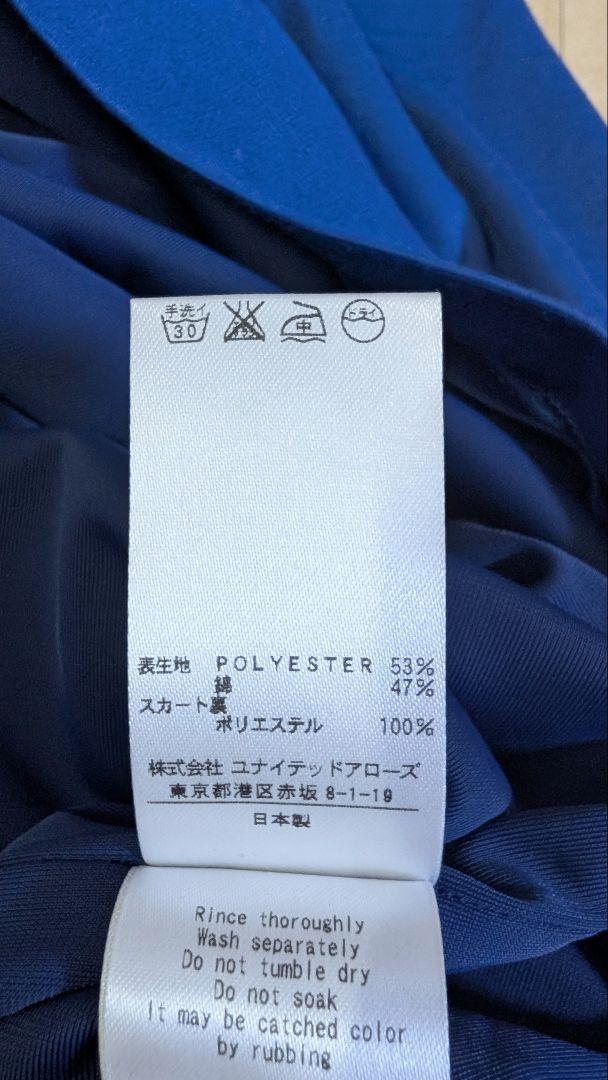 手洗イ
30
中
ドライ
表生地 POLYESTER 53%
綿 47%
スカート裏
ポリエステル 100%
株式会社 ユナイテッドアローズ
東京都港区赤坂 8-1-19
日本製
Rince thoroughly
Wash separately
Do not tumble dry
Do not soak
It may be catched color
by rubbing